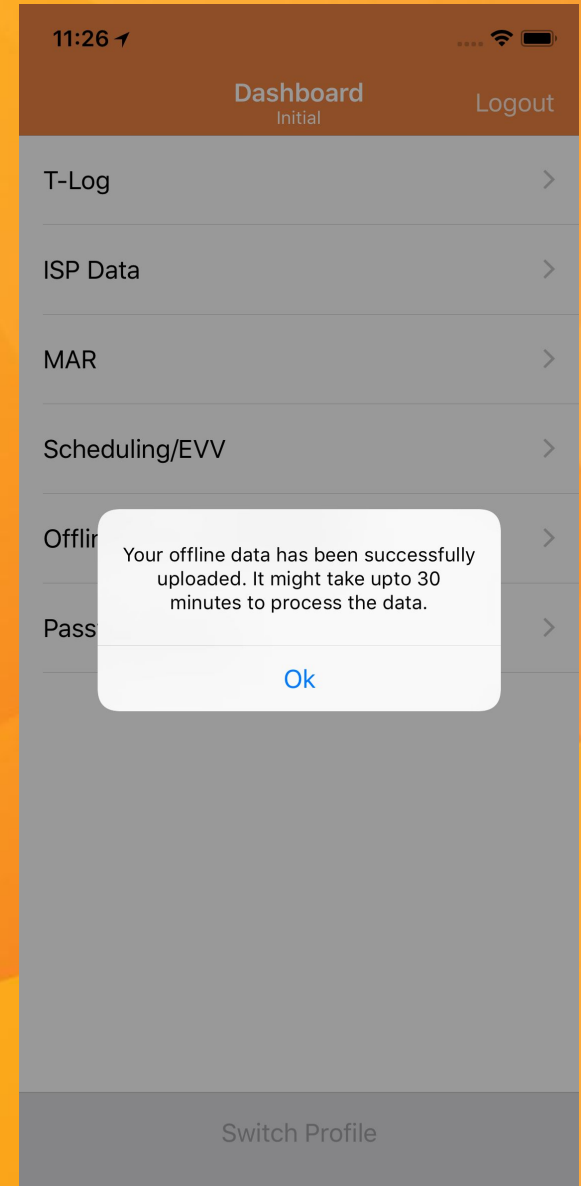 11:26
Dashboard
Initial
Logout
T-Log
ISP Data
MAR
Scheduling/EVV
Your offline data has been successfully
uploaded. It might take upto 30
minutes to process the data.
Ok
Switch Profile